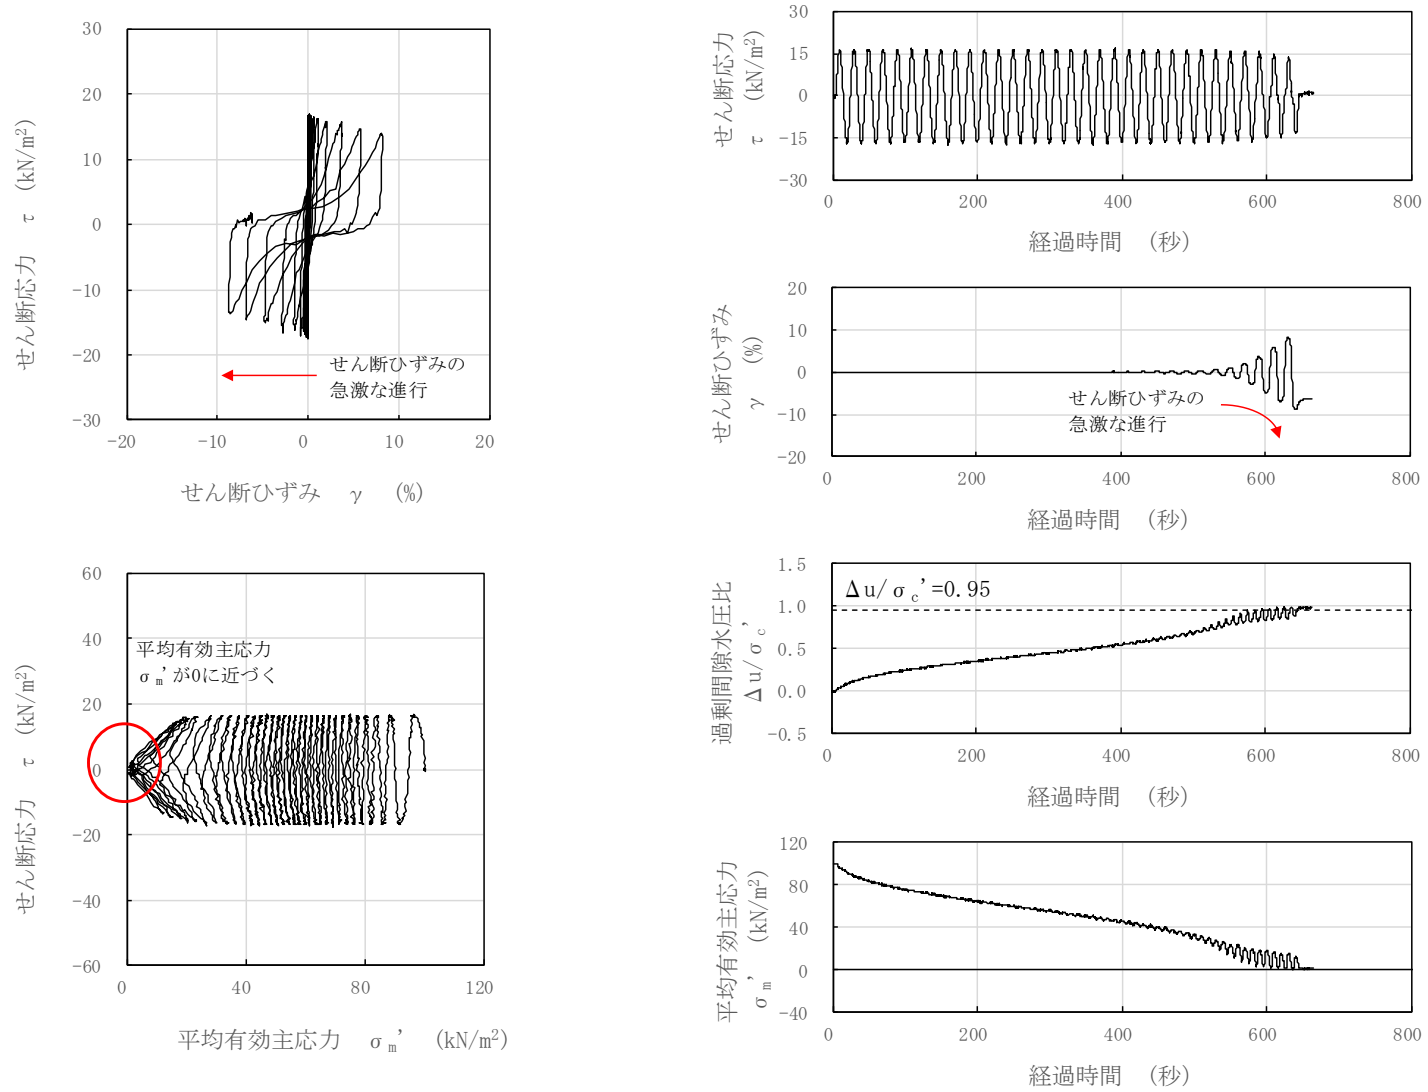 30
20
10
0
-10
-20
-30
-20
-10
0
10
20
せん断応力 τ (kN/m²)
せん断ひずみの
急激な進行
せん断ひずみ γ (%)
60
40
20
0
-20
-40
-60
0
40
80
120
せん断応力 τ (kN/m²)
平均有効主応力
σm'が0に近づく
平均有効主応力 σm' (kN/m²)
30
15
0
-15
-30
0
200
400
600
800
せん断応力
τ (kN/m²)
経過時間 (秒)
20
10
0
-10
-20
0
200
400
600
800
せん断ひずみ
γ (%)
せん断ひずみの
急激な進行
経過時間 (秒)
1.5
1.0
0.5
0.0
-0.5
0
200
400
600
800
過剰間隙水圧比
Δu/σc'
Δu/σc'=0.95
経過時間 (秒)
120
80
40
0
-40
0
200
400
600
800
平均有効主応力
σm' (kN/m²)
経過時間 (秒)